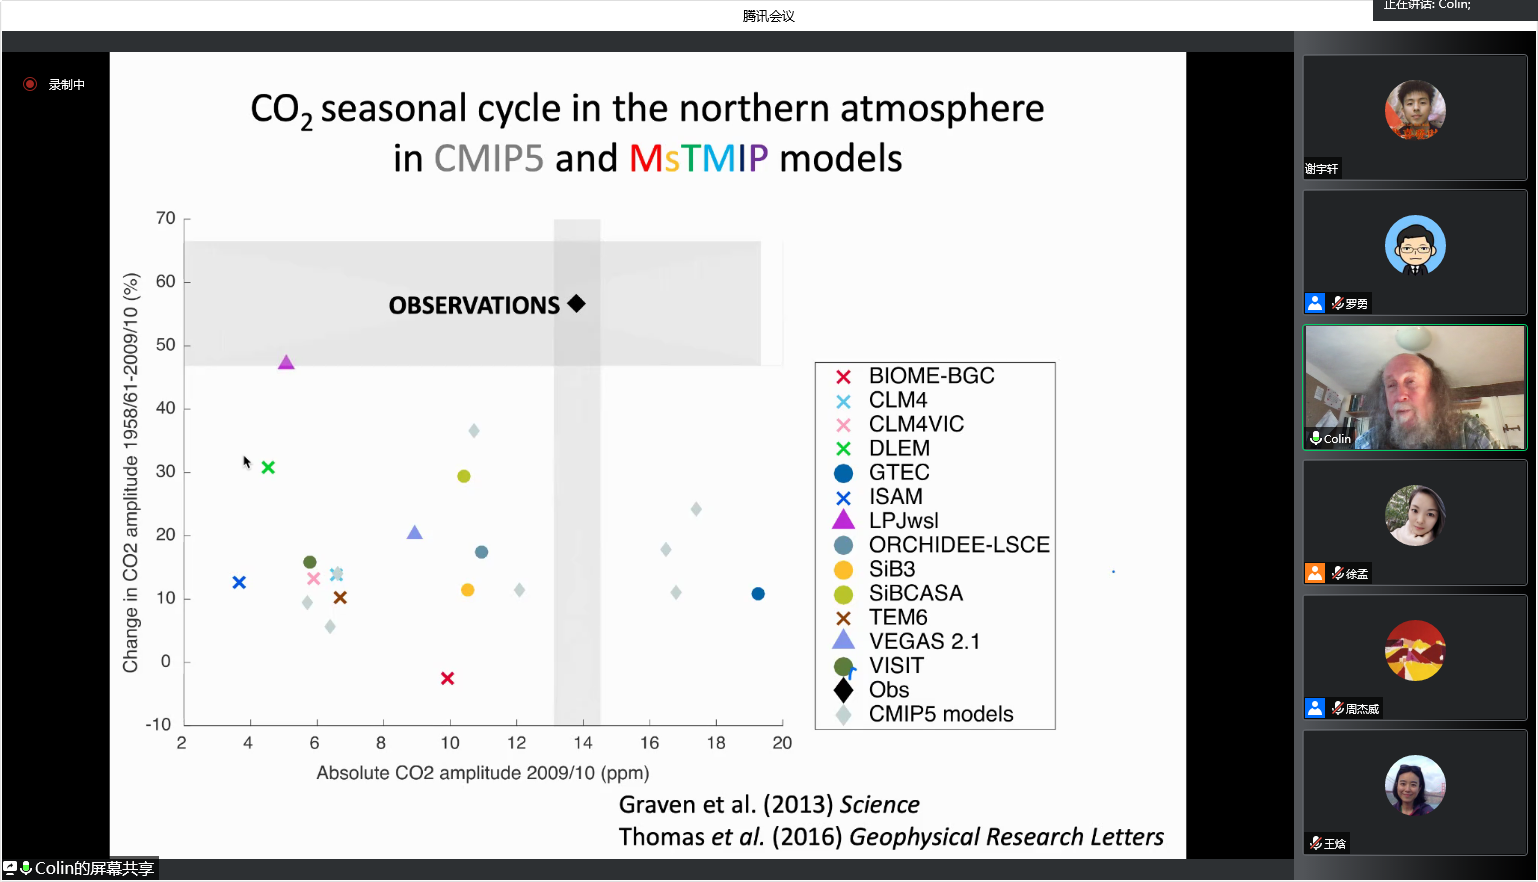 腾讯会议
正在讲话: Colin;
录制中
CO2 seasonal cycle in the northern atmosphere
in CMIP5 and MsTMIP models
Change in CO2 amplitude 1958/61-2009/10 (%)
70
60
50
40
30
20
10
0
-10
OBSERVATIONS
2 4 6 8 10 12 14 16 18 20
Absolute CO2 amplitude 2009/10 (ppm)
BIOME-BGC
CLM4
CLM4VIC
DLEM
GTEC
ISAM
LPJwsl
ORCHIDEE-LSCE
SiB3
SiBCASA
TEM6
VEGAS 2.1
VISIT
Obs
CMIP5 models
Graven et al. (2013) Science
Thomas et al. (2016) Geophysical Research Letters
谢宇轩
罗勇
Colin
徐孟
周杰威
王焓
Colin的屏幕共享